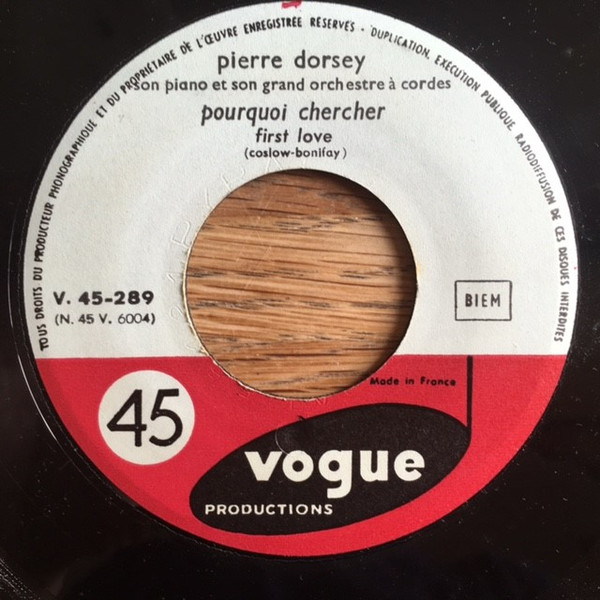 TOUS DROITS DU PRODUCTEUR PHONOGRAPHIQUE ET DU PROPRIÉTAIRE DE L'ŒUVRE ENREGISTRÉE RÉSERVÉS - DUPLICATION, EXÉCUTION PUBLIQUE, RADIODIFFUSION DE CES DISQUES INTERDITES
pierre dorsey
son piano et son grand orchestre à cordes
pourquoi chercher
first love
(coslow-bonifay)
V. 45-289
(N. 45 V. 6004)
BIEM
Made in France
45
vogue
PRODUCTIONS